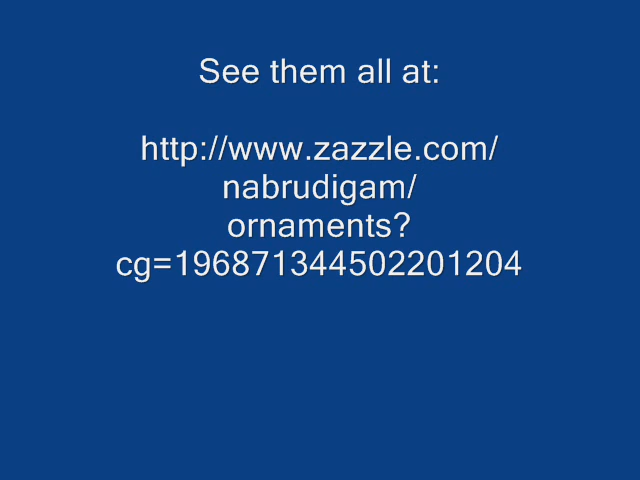 See them all at:
http://www.zazzle.com/
nabrudigam/
ornaments?
cg=196871344502201204